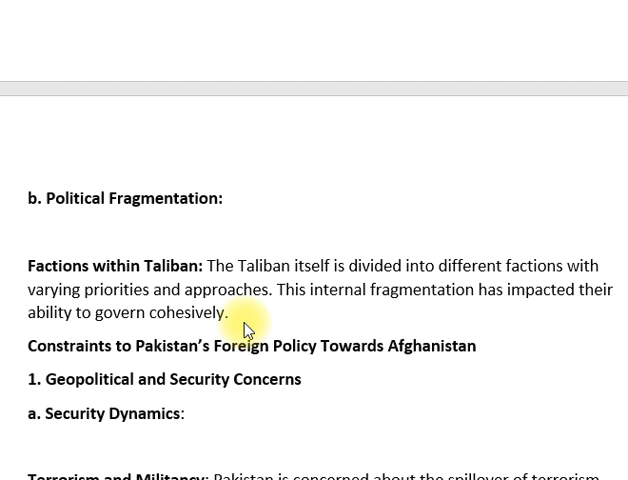 b. Political Fragmentation:
Factions within Taliban: The Taliban itself is divided into different factions with
varying priorities and approaches. This internal fragmentation has impacted their
ability to govern cohesively.
Constraints to Pakistan’s Foreign Policy Towards Afghanistan
1. Geopolitical and Security Concerns
a. Security Dynamics:
Terrorism and Militancy: Pakistan is concerned about the spillover of terrorism